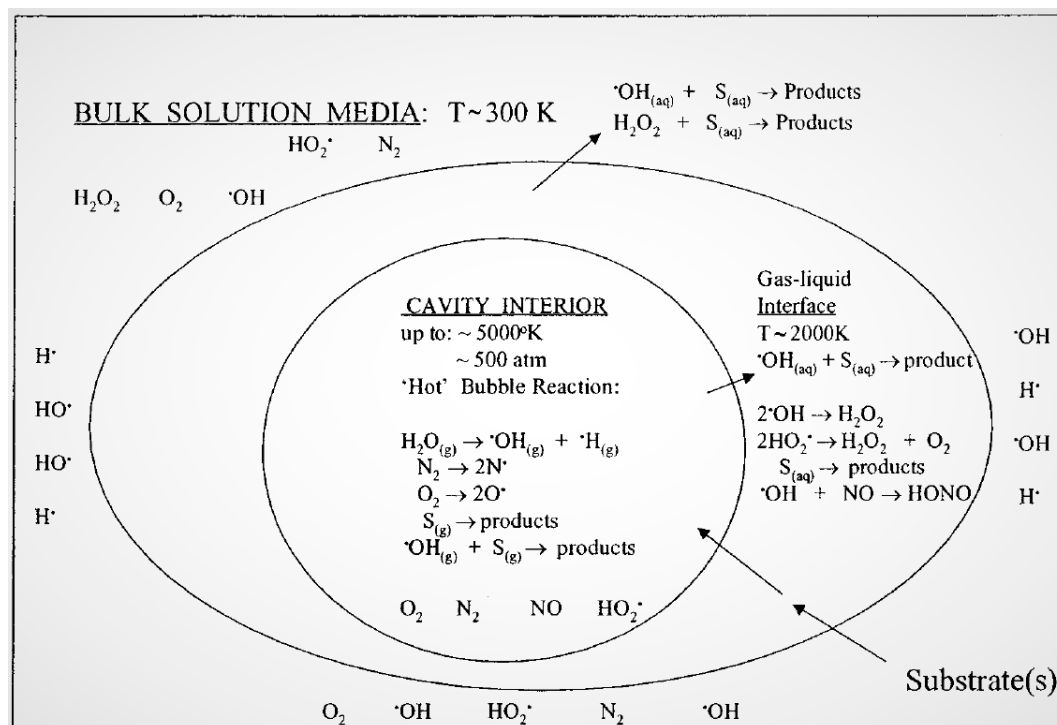 BULK SOLUTION MEDIA: T~300 K
HO₂• N₂
H₂O₂ O₂ •OH
•OH(aq) + S(aq) → Products
H₂O₂ + S(aq) → Products
CAVITY INTERIOR
up to: ~ 5000°K
~ 500 atm
'Hot' Bubble Reaction:
H₂O(g) → •OH(g) + •H(g)
N₂ → 2N•
O₂ → 2O•
S(g) → products
•OH(g) + S(g) → products
O₂ N₂ NO HO₂•
Gas-liquid
Interface
T~2000K
•OH(aq) + S(aq) → product
2•OH → H₂O₂
2HO₂• → H₂O₂ + O₂
S(aq) → products
•OH + NO → HONO
H•
HO•
HO•
H•
•OH
H•
•OH
H•
Substrate(s)
O₂ •OH HO₂• N₂ •OH